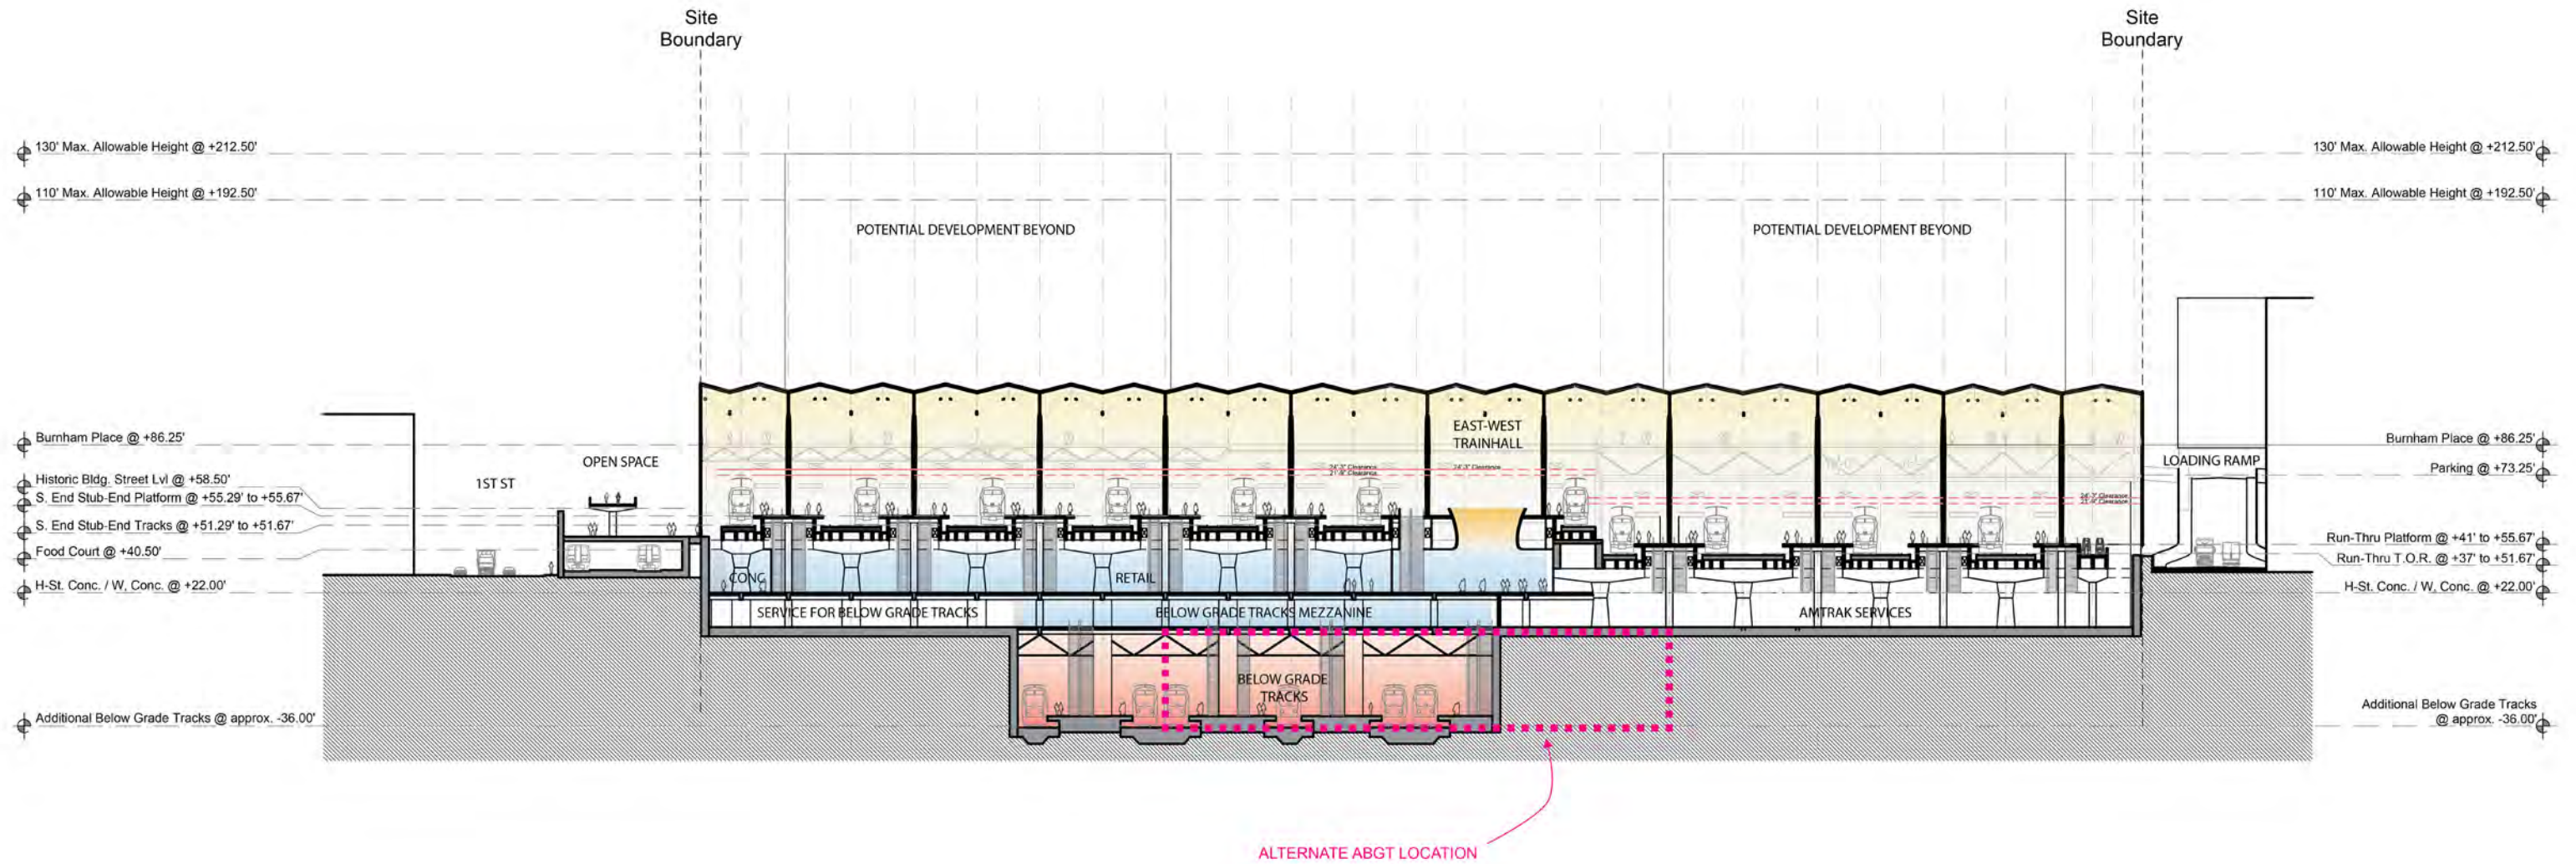 Site
Boundary
Site
Boundary
130' Max. Allowable Height @ +212.50'
130' Max. Allowable Height @ +212.50'
110' Max. Allowable Height @ +192.50'
110' Max. Allowable Height @ +192.50'
POTENTIAL DEVELOPMENT BEYOND
POTENTIAL DEVELOPMENT BEYOND
EAST-WEST
TRAINHALL
Burnham Place @ +86.25'
Burnham Place @ +86.25'
OPEN SPACE
LOADING RAMP
Parking @ +73.25'
24'-3" Clearance
24'-3" Clearance
Historic Bldg. Street Lvl @ +58.50'
1ST ST
S. End Stub-End Platform @ +55.29' to +55.67'
S. End Stub-End Tracks @ +51.29' to +51.67'
Run-Thru Platform @ +41' to +55.67'
Food Court @ +40.50'
Run-Thru T.O.R. @ +37' to +51.67'
CONC
RETAIL
H-St. Conc. / W, Conc. @ +22.00'
H-St. Conc. / W, Conc. @ +22.00'
SERVICE FOR BELOW GRADE TRACKS
BELOW GRADE TRACKS MEZZANINE
AMTRAK SERVICES
BELOW GRADE
TRACKS
Additional Below Grade Tracks @ approx. -36.00'
Additional Below Grade Tracks
@ approx. -36.00'
ALTERNATE ABGT LOCATION